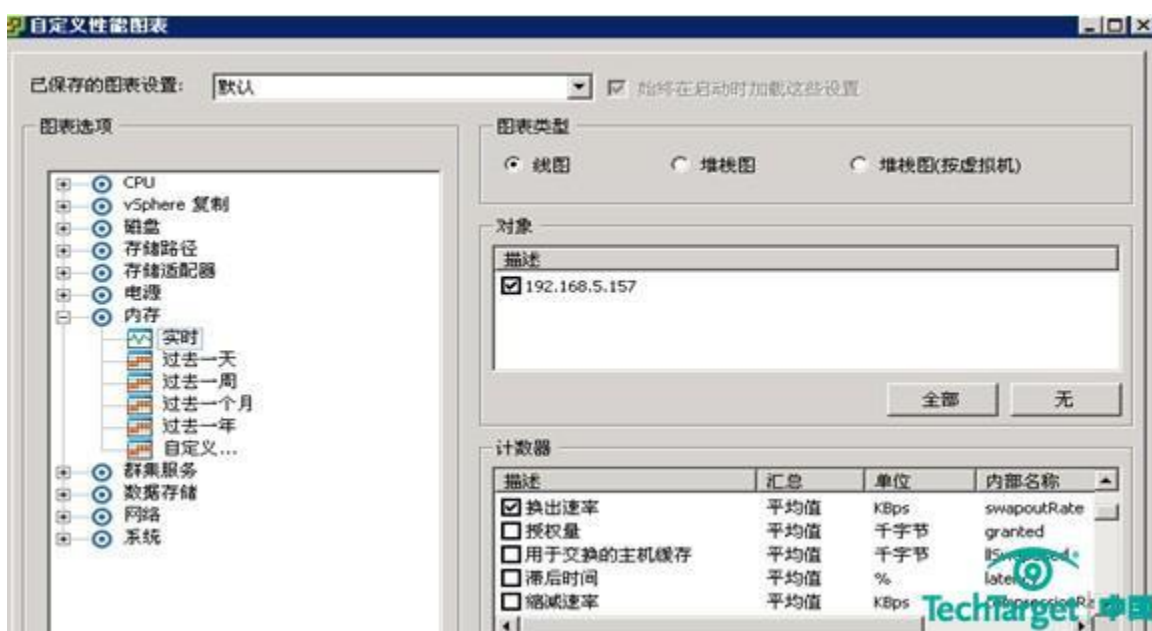 自定义性能图表
已保存的图表设置: 默认 始终在启动时加载这些设置
图表选项
CPU
vSphere 复制
磁盘
存储路径
存储适配器
电源
内存
实时
过去一天
过去一周
过去一个月
过去一年
自定义...
群集服务
数据存储
网络
系统
图表类型
线图 堆栈图 堆栈图(按虚拟机)
对象
描述
192.168.5.157
全部 无
计数器
描述 汇总 单位 内部名称
换出速率 平均值 KBps swapoutRate
授权量 平均值 千字节 granted
用于交换的主机缓存 平均值 千字节
滞后时间 平均值 %
缩减速率 平均值 KBps
TechTarget 中国